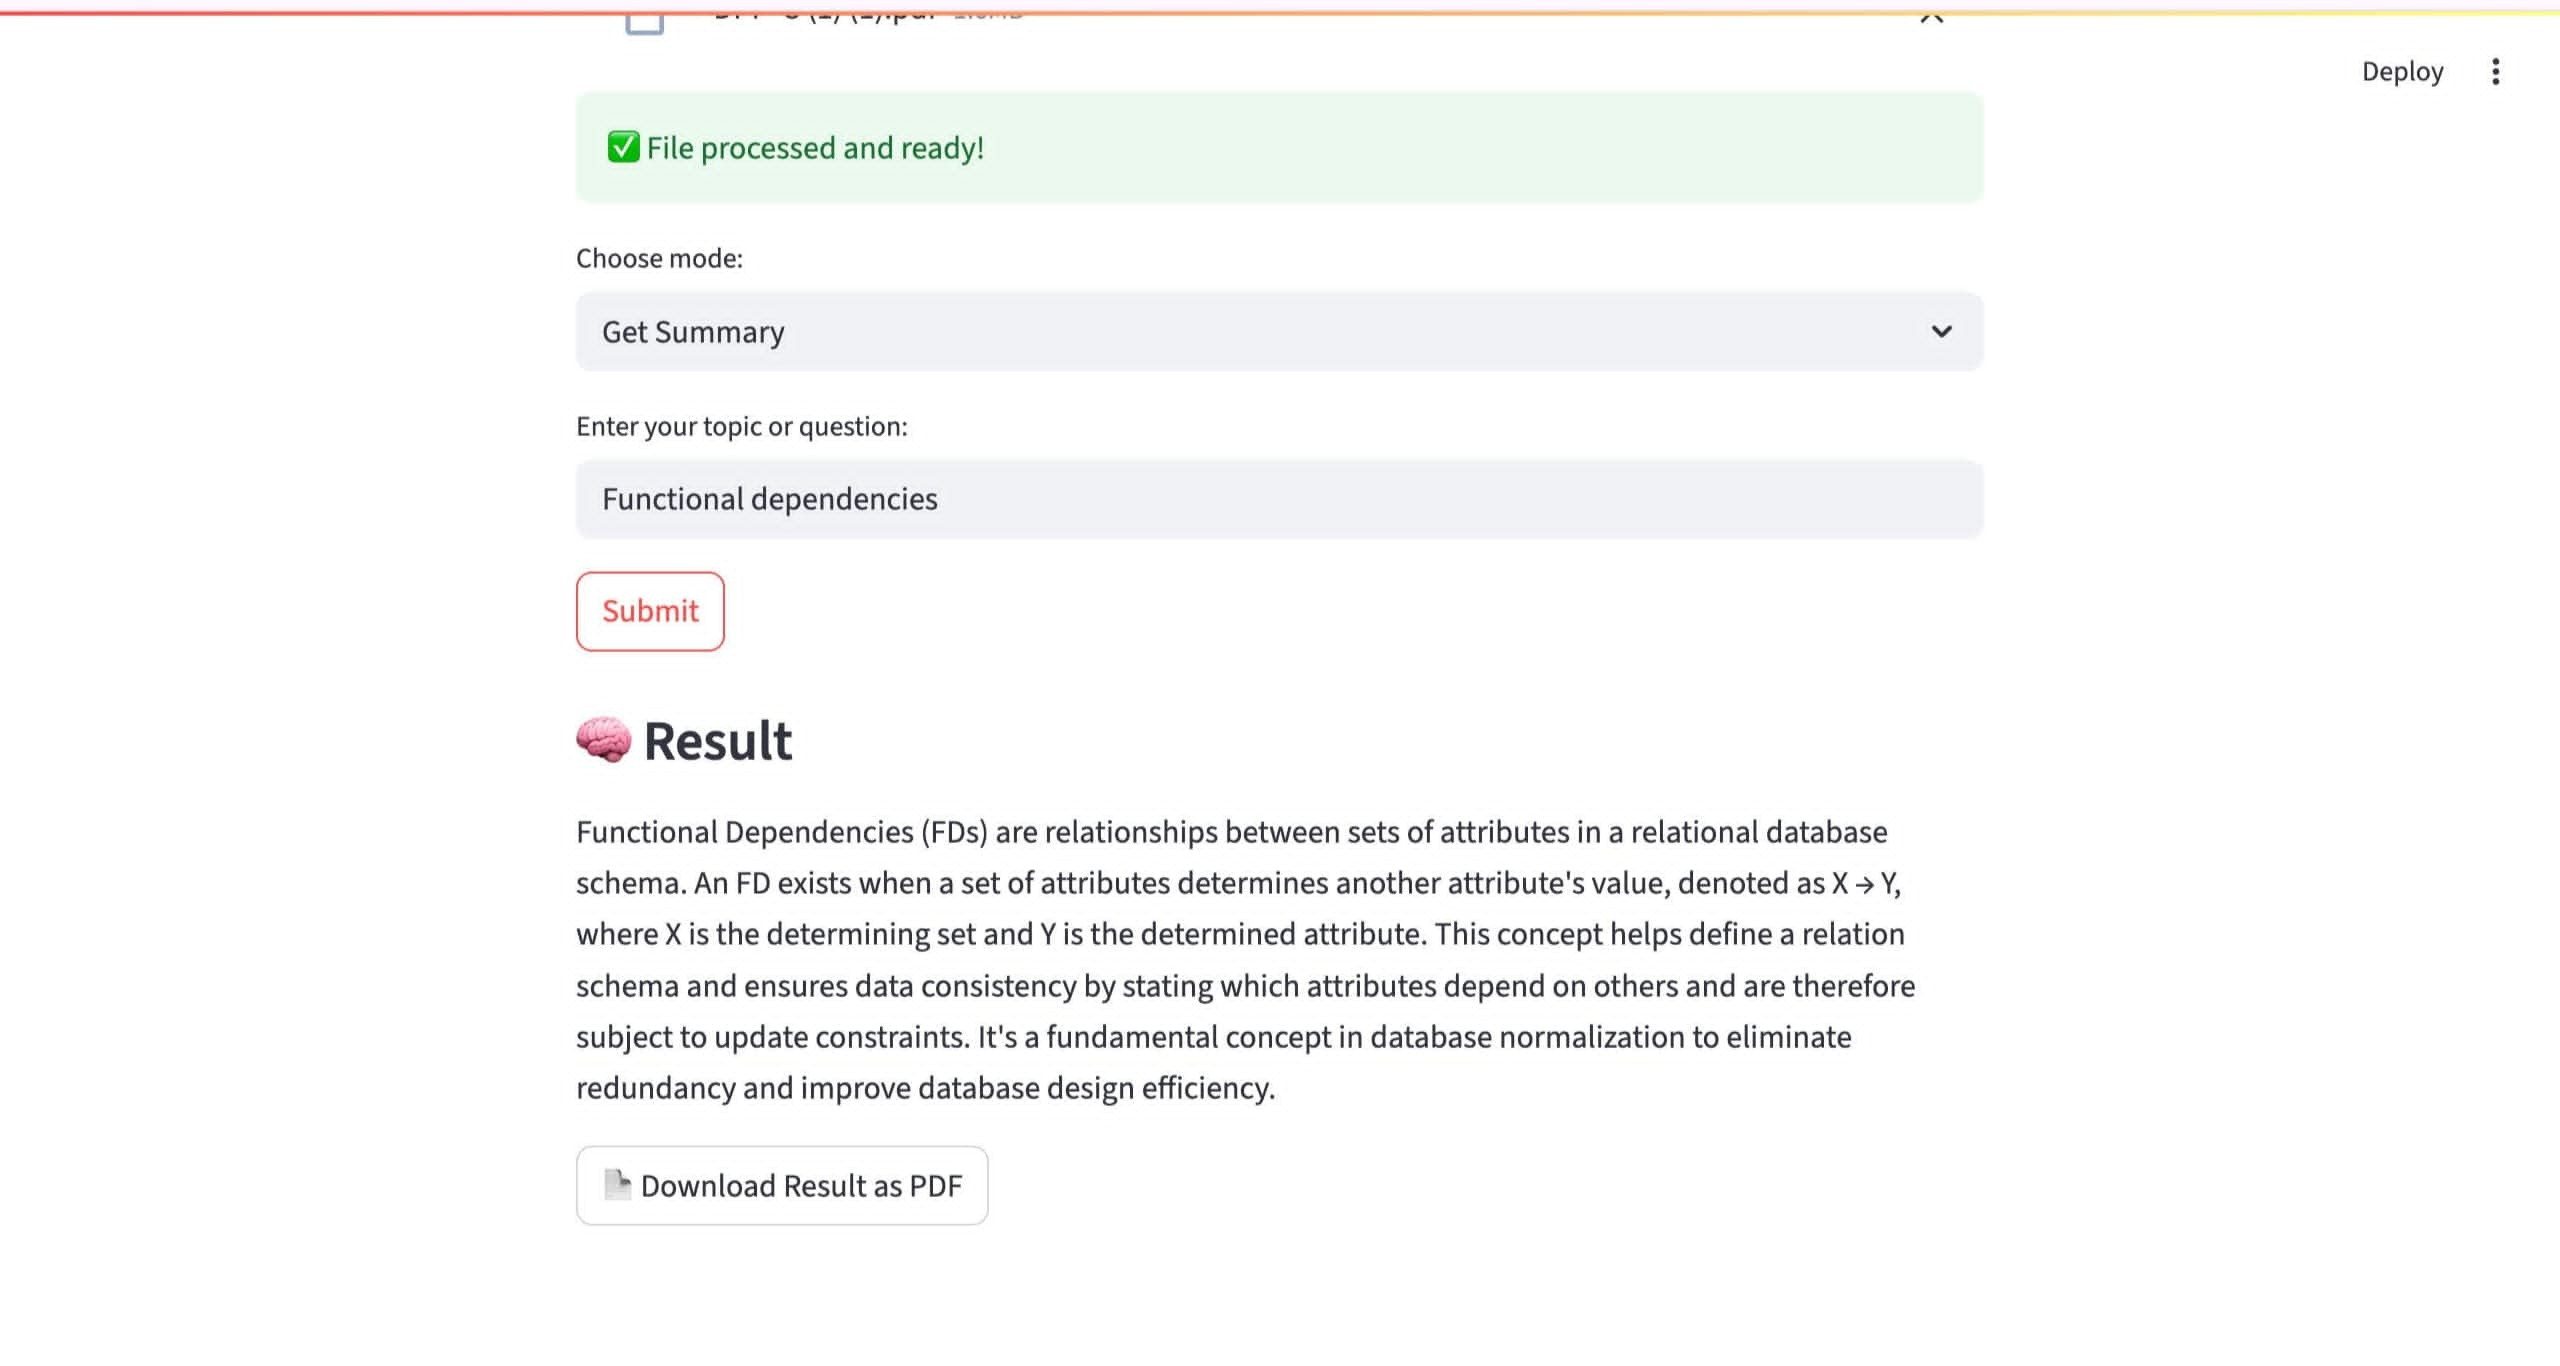 Deploy
✅ File processed and ready!
Choose mode:
Get Summary
Enter your topic or question:
Functional dependencies
Submit
🧠 Result
Functional Dependencies (FDs) are relationships between sets of attributes in a relational database
schema. An FD exists when a set of attributes determines another attribute's value, denoted as X → Y,
where X is the determining set and Y is the determined attribute. This concept helps define a relation
schema and ensures data consistency by stating which attributes depend on others and are therefore
subject to update constraints. It's a fundamental concept in database normalization to eliminate
redundancy and improve database design efficiency.
Download Result as PDF